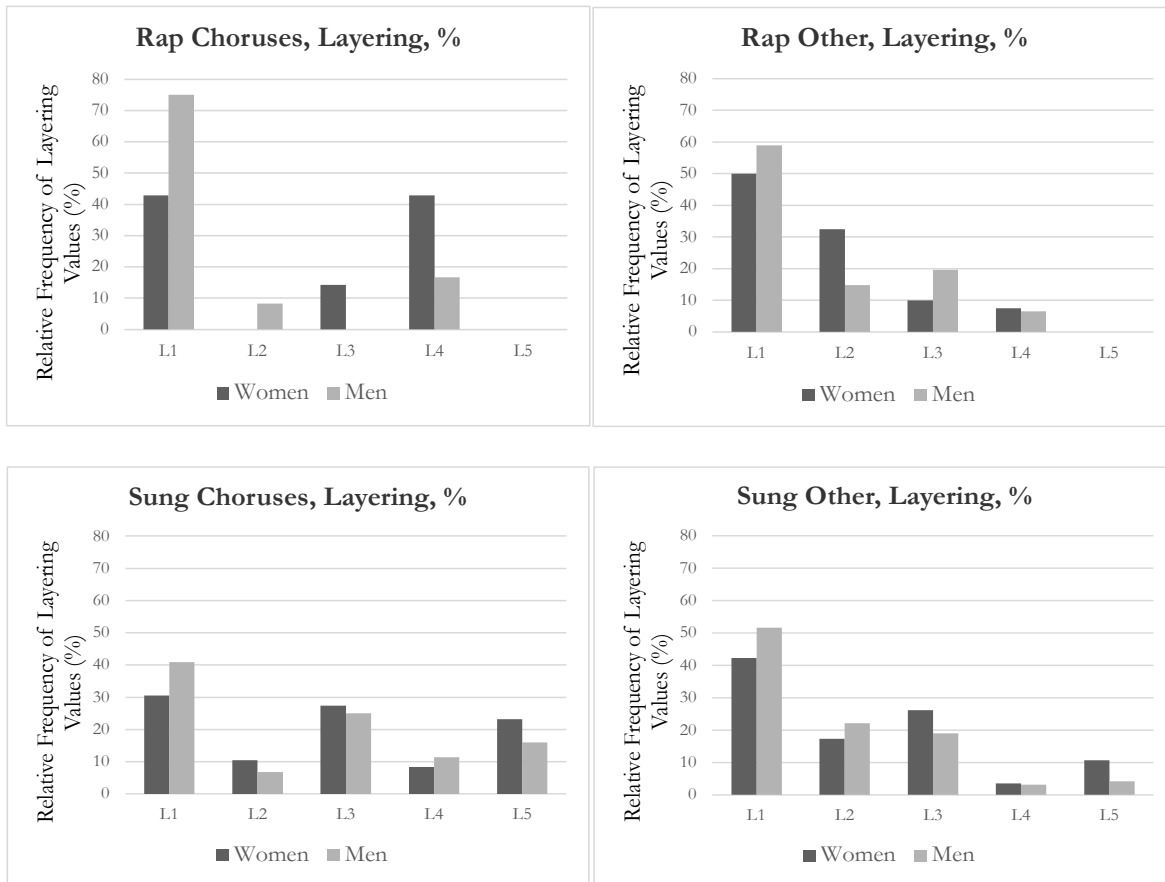 Rap Choruses, Layering, %
Relative Frequency of Layering
Values (%)
80
70
60
50
40
30
20
10
0
L1 L2 L3 L4 L5
Women Men
Rap Other, Layering, %
Relative Frequency of Layering
Values (%)
80
70
60
50
40
30
20
10
0
L1 L2 L3 L4 L5
Women Men
Sung Choruses, Layering, %
Relative Frequency of Layering
Values (%)
80
70
60
50
40
30
20
10
0
L1 L2 L3 L4 L5
Women Men
Sung Other, Layering, %
Relative Frequency of Layering
Values (%)
80
70
60
50
40
30
20
10
0
L1 L2 L3 L4 L5
Women Men